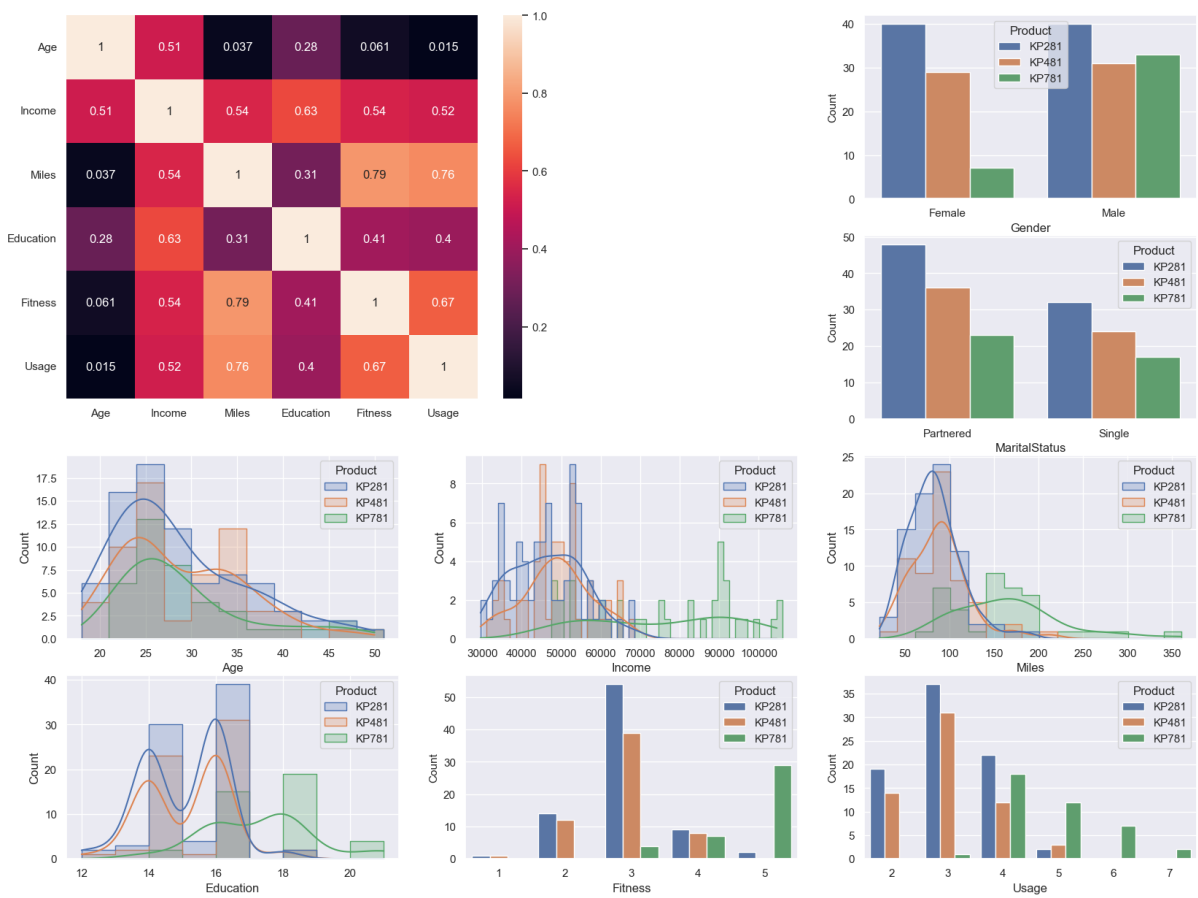 Age 1 0.51 0.037 0.28 0.061 0.015
Income 0.51 1 0.54 0.63 0.54 0.52
Miles 0.037 0.54 1 0.31 0.79 0.76
Education 0.28 0.63 0.31 1 0.41 0.4
Fitness 0.061 0.54 0.79 0.41 1 0.67
Usage 0.015 0.52 0.76 0.4 0.67 1
Age Income Miles Education Fitness Usage
1.0
0.8
0.6
0.4
0.2
Count
40
30
20
10
0
Product
KP281
KP481
KP781
Female Male
Gender
Count
50
40
30
20
10
0
Product
KP281
KP481
KP781
Partnered Single
MaritalStatus
Count
17.5
15.0
12.5
10.0
7.5
5.0
2.5
0.0
Product
KP281
KP481
KP781
20 25 30 35 40 45 50
Age
Count
8
6
4
2
0
Product
KP281
KP481
KP781
30000 40000 50000 60000 70000 80000 90000 100000
Income
Count
25
20
15
10
5
0
Product
KP281
KP481
KP781
50 100 150 200 250 300 350
Miles
Count
40
30
20
10
0
Product
KP281
KP481
KP781
12 14 16 18 20
Education
Count
50
40
30
20
10
0
Product
KP281
KP481
KP781
1 2 3 4 5
Fitness
Count
35
30
25
20
15
10
5
0
Product
KP281
KP481
KP781
2 3 4 5 6 7
Usage